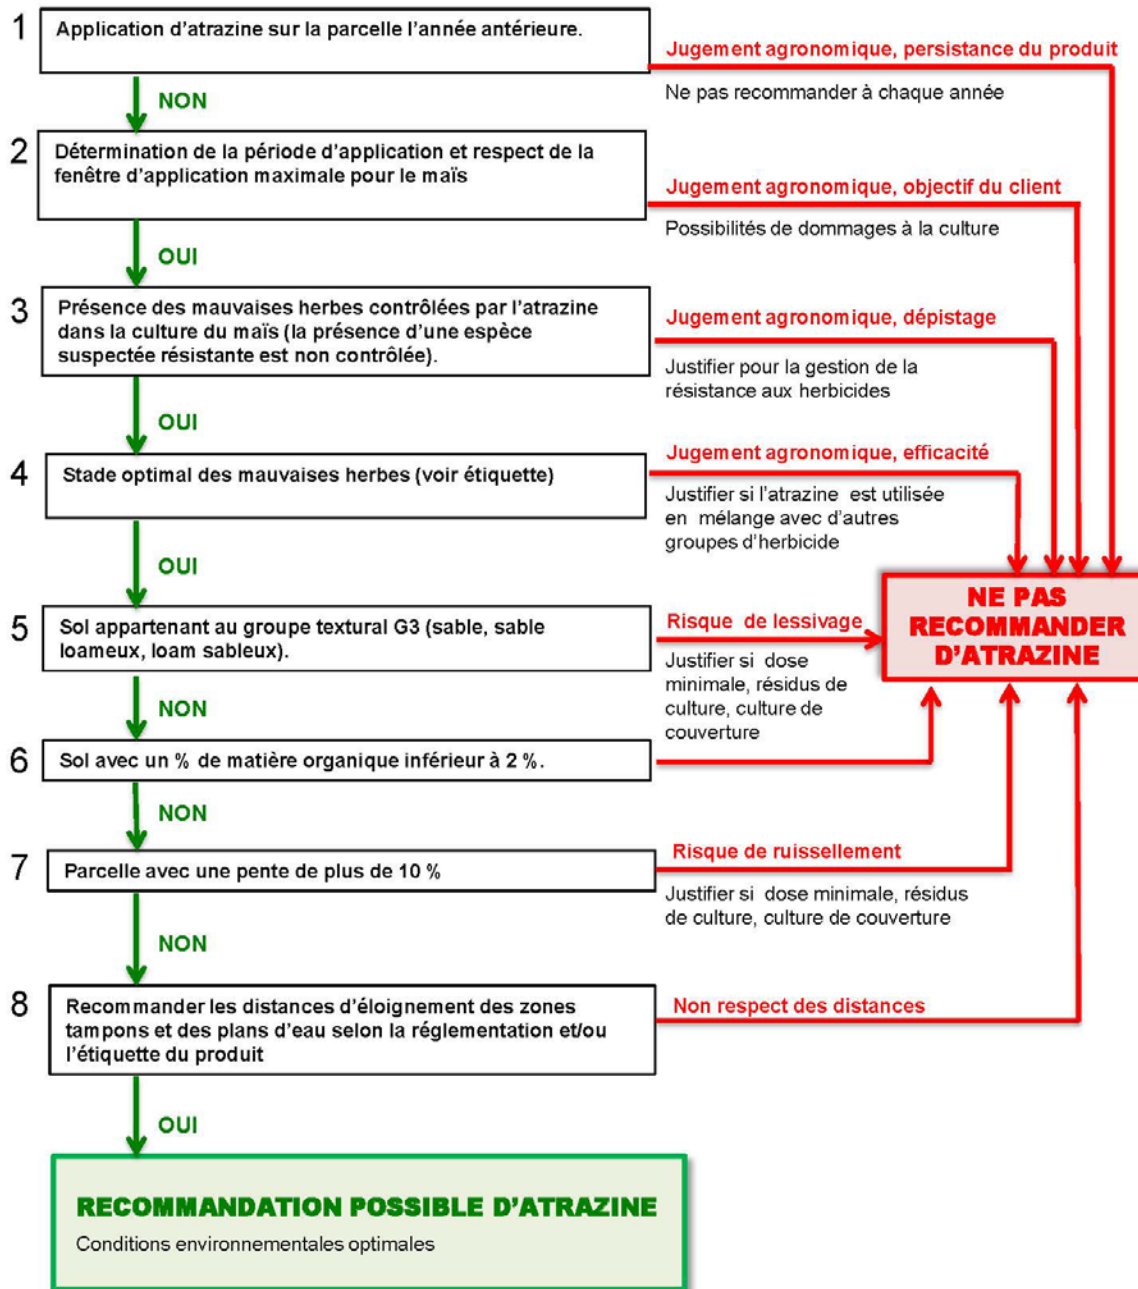 1
Application d'atrazine sur la parcelle l'année antérieure.
Jugement agronomique, persistance du produit
Ne pas recommander à chaque année
NON
2
Détermination de la période d'application et respect de la
fenêtre d'application maximale pour le maïs
Jugement agronomique, objectif du client
Possibilités de dommages à la culture
OUI
3
Présence des mauvaises herbes contrôlées par l'atrazine
dans la culture du maïs (la présence d'une espèce
suspectée résistante est non contrôlée).
Jugement agronomique, dépistage
Justifier pour la gestion de la
résistance aux herbicides
OUI
4
Stade optimal des mauvaises herbes (voir étiquette)
Jugement agronomique, efficacité
Justifier si l'atrazine est utilisée
en mélange avec d'autres
groupes d'herbicide
OUI
5
Sol appartenant au groupe textural G3 (sable, sable
loameux, loam sableux).
Risque de lessivage
Justifier si dose
minimale, résidus de
culture, culture de
couverture
NE PAS
RECOMMANDER
D'ATRAZINE
NON
6
Sol avec un % de matière organique inférieur à 2 %.
NON
7
Parcelle avec une pente de plus de 10 %
Risque de ruissellement
Justifier si dose minimale, résidus
de culture, culture de couverture
NON
8
Recommander les distances d'éloignement des zones
tampons et des plans d'eau selon la réglementation et/ou
l'étiquette du produit
Non respect des distances
OUI
RECOMMANDATION POSSIBLE D'ATRAZINE
Conditions environnementales optimales